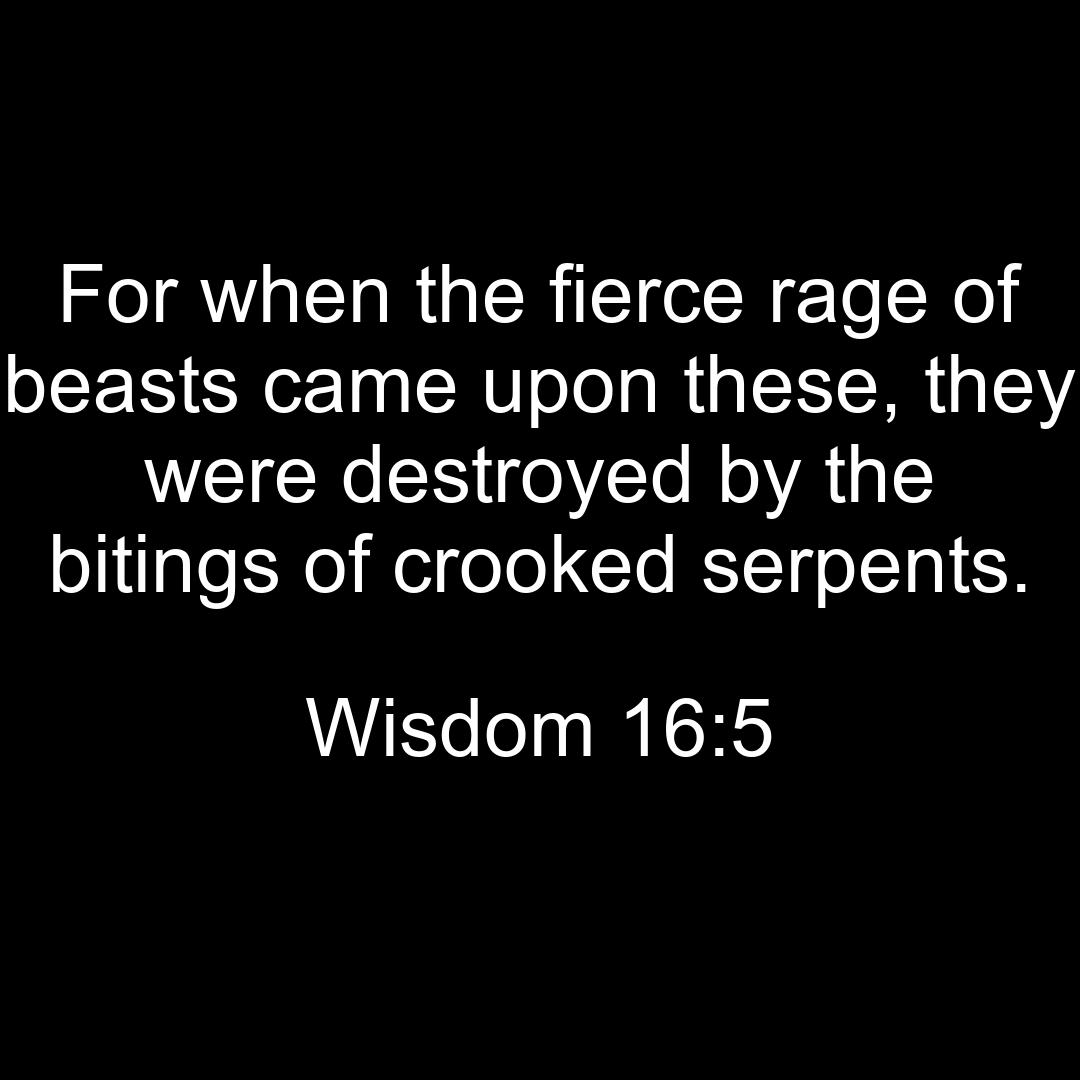 For when the fierce rage of
beasts came upon these, they
were destroyed by the
bitings of crooked serpents.
Wisdom 16:5